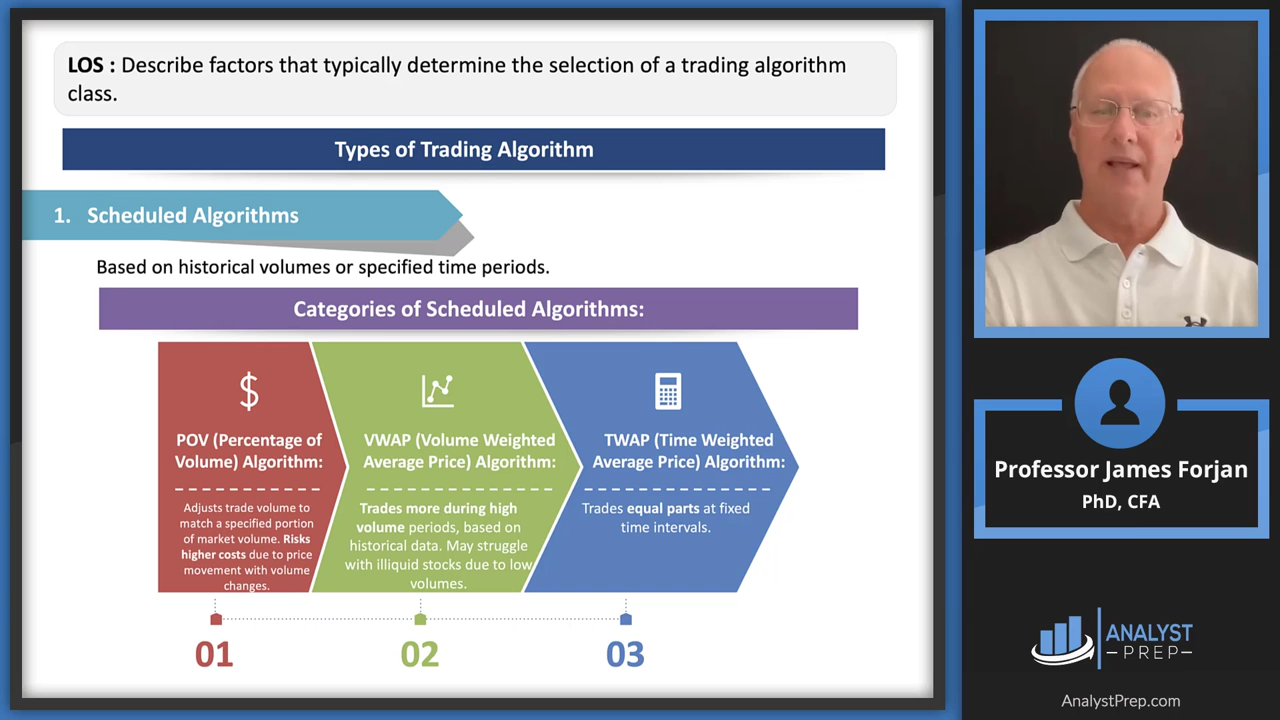 LOS : Describe factors that typically determine the selection of a trading algorithm
class.
Types of Trading Algorithm
1. Scheduled Algorithms
Based on historical volumes or specified time periods.
Categories of Scheduled Algorithms:
POV (Percentage of
Volume) Algorithm:
Adjusts trade volume to
match a specified portion
of market volume. Risks
higher costs due to price
movement with volume
changes.
VWAP (Volume Weighted
Average Price) Algorithm:
Trades more during high
volume periods, based on
historical data. May struggle
with illiquid stocks due to low
volumes.
TWAP (Time Weighted
Average Price) Algorithm:
Trades equal parts at fixed
time intervals.
01
02
03
Professor James Forjan
PhD, CFA
ANALYST
PREP
AnalystPrep.com